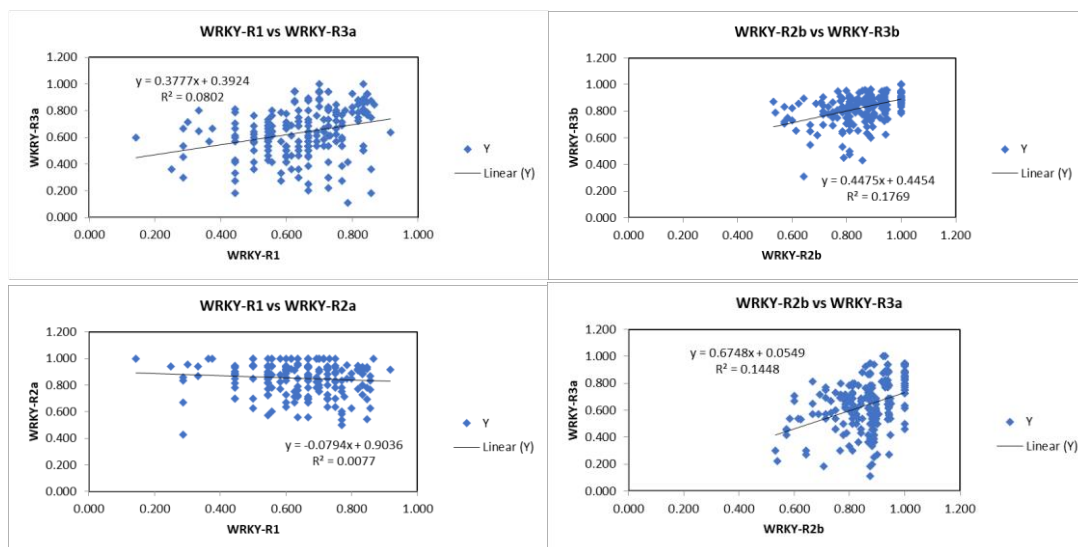 WRKY-R1 vs WRKY-R3a
1.200
1.000
0.800
0.600
0.400
0.200
0.000
WRKY-R3a
y = 0.3777x + 0.3924
R² = 0.0802
0.000 0.200 0.400 0.600 0.800 1.000
WRKY-R1
Y
Linear (Y)
WRKY-R2b vs WRKY-R3b
1.200
1.000
0.800
0.600
0.400
0.200
0.000
WRKY-R3b
y = 0.4475x + 0.4454
R² = 0.1769
0.000 0.200 0.400 0.600 0.800 1.000 1.200
WRKY-R2b
Y
Linear (Y)
WRKY-R1 vs WRKY-R2a
1.200
1.000
0.800
0.600
0.400
0.200
0.000
WRKY-R2a
y = -0.0794x + 0.9036
R² = 0.0077
0.000 0.200 0.400 0.600 0.800 1.000
WRKY-R1
Y
Linear (Y)
WRKY-R2b vs WRKY-R3a
1.200
1.000
0.800
0.600
0.400
0.200
0.000
WRKY-R3a
y = 0.6748x + 0.0549
R² = 0.1448
0.000 0.200 0.400 0.600 0.800 1.000 1.200
WRKY-R2b
Y
Linear (Y)